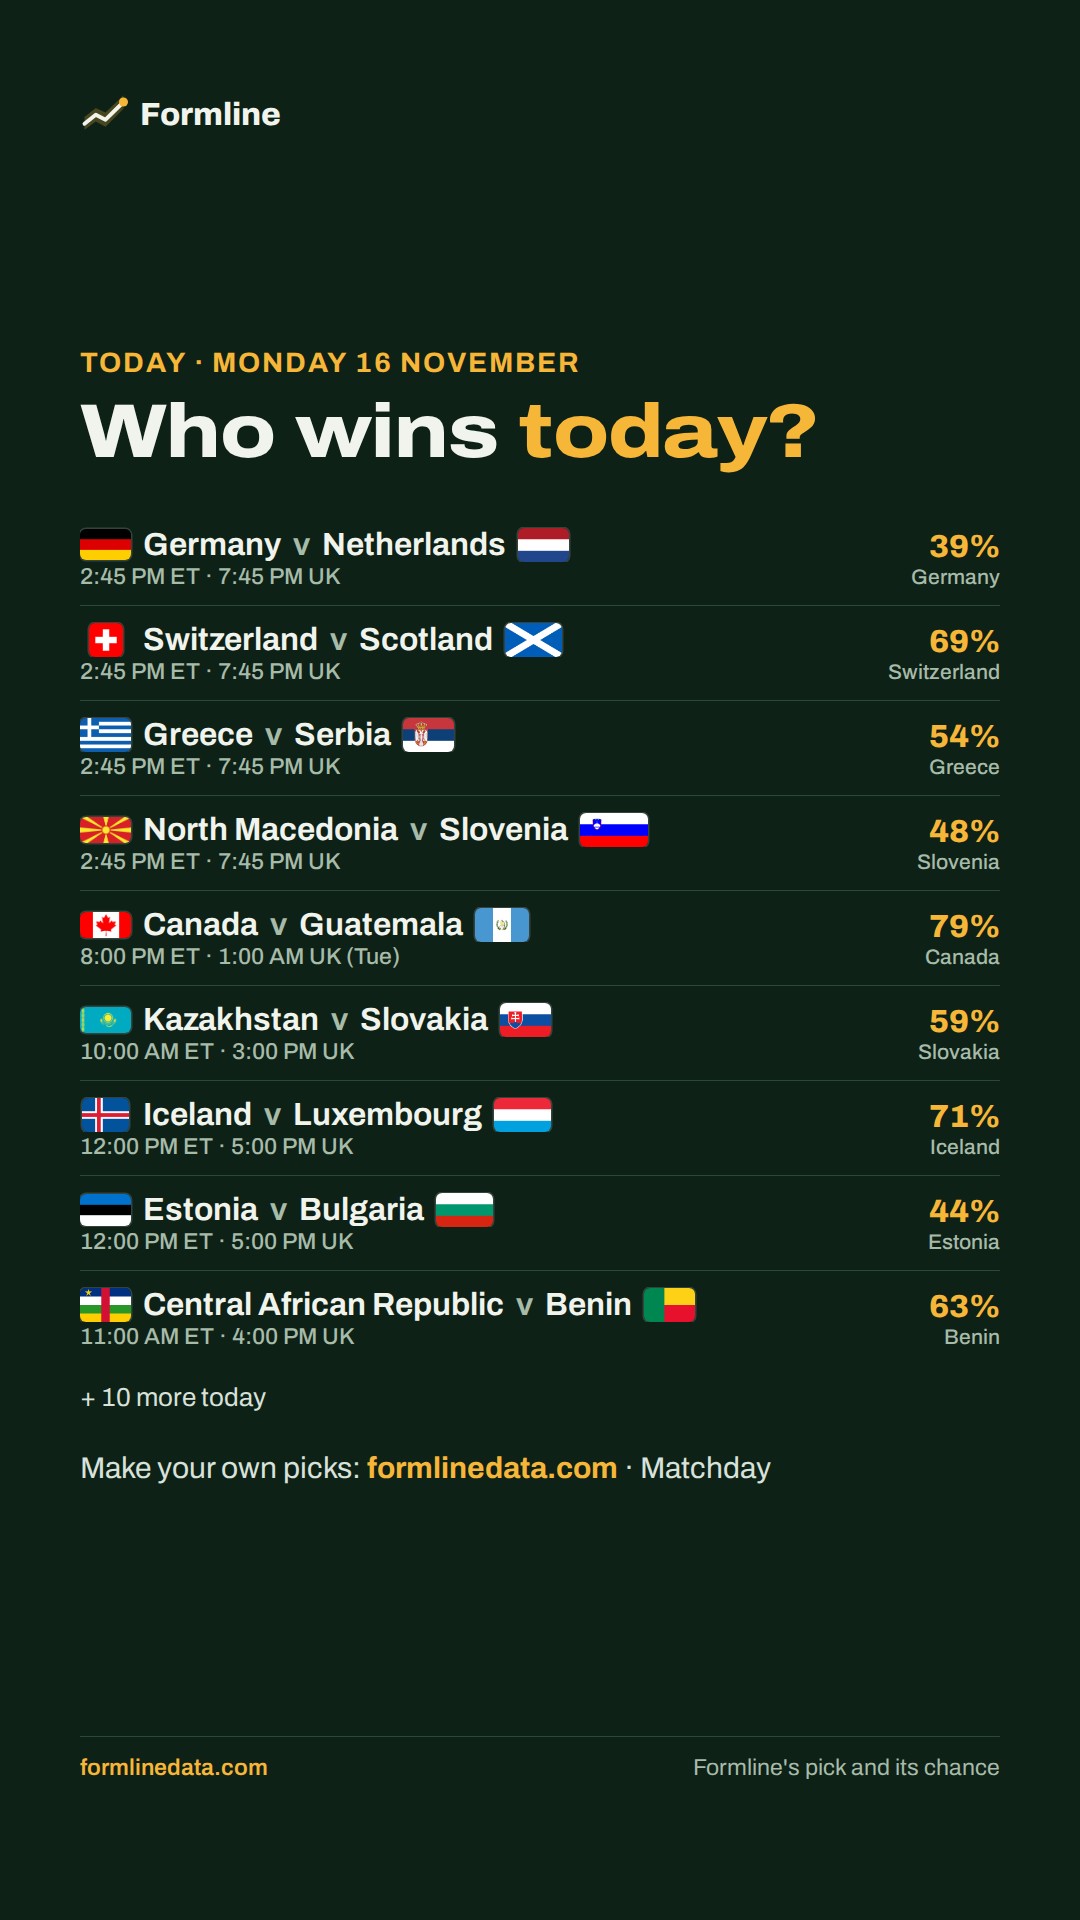 Formline
TODAY · MONDAY 16 NOVEMBER
Who wins today?
Germany v Netherlands
39%
2:45 PM ET · 7:45 PM UK
Germany
Switzerland v Scotland
69%
2:45 PM ET · 7:45 PM UK
Switzerland
Greece v Serbia
54%
2:45 PM ET · 7:45 PM UK
Greece
North Macedonia v Slovenia
48%
2:45 PM ET · 7:45 PM UK
Slovenia
Canada v Guatemala
79%
8:00 PM ET · 1:00 AM UK (Tue)
Canada
Kazakhstan v Slovakia
59%
10:00 AM ET · 3:00 PM UK
Slovakia
Iceland v Luxembourg
71%
12:00 PM ET · 5:00 PM UK
Iceland
Estonia v Bulgaria
44%
12:00 PM ET · 5:00 PM UK
Estonia
Central African Republic v Benin
63%
11:00 AM ET · 4:00 PM UK
Benin
+ 10 more today
Make your own picks: formlinedata.com · Matchday
formlinedata.com
Formline's pick and its chance